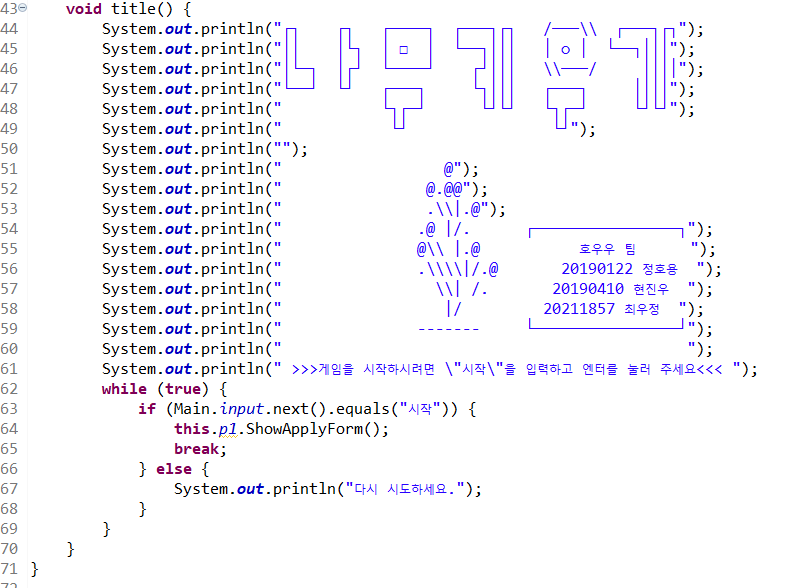 43 void title() {
44 System.out.println("┌┐    ┌┐   ┌────┐  ┌───┐┌┐   /───\\  ┌───┐┌┐");
45 System.out.println("││    │└┐  │ □  │  └──┐│││   │ ○ │  └──┐│││");
46 System.out.println("│└─┐  │┌┘  └────┘    ┌┘│││   \\───/     ││││");
47 System.out.println("└──┘  └┘   ┌───┐     └┐│││   ┌───┐     ││││");
48 System.out.println("           └┐┌─┘      └┘└┘   └┐┌─┘     └┘└┘");
49 System.out.println("            └┘                └┘");
50 System.out.println("");
51 System.out.println("                  @");
52 System.out.println("                @.@@");
53 System.out.println("                .\\|.@");
54 System.out.println("               .@ |/.      ┌────────────────┐");
55 System.out.println("               @\\ |.@           호우우 팀      ");
56 System.out.println("               .\\\\|/.@       20190122 정호용  ");
57 System.out.println("                 \\| /.       20190410 현진우  ");
58 System.out.println("                  |/         20211857 최우정  ");
59 System.out.println("               -------     └────────────────┘");
60 System.out.println("                                             ");
61 System.out.println(" >>>게임을 시작하시려면 \"시작\"을 입력하고 엔터를 눌러 주세요<<< ");
62 while (true) {
63 if (Main.input.next().equals("시작")) {
64 this.p1.ShowApplyForm();
65 break;
66 } else {
67 System.out.println("다시 시도하세요.");
68 }
69 }
70 }
71 }
72